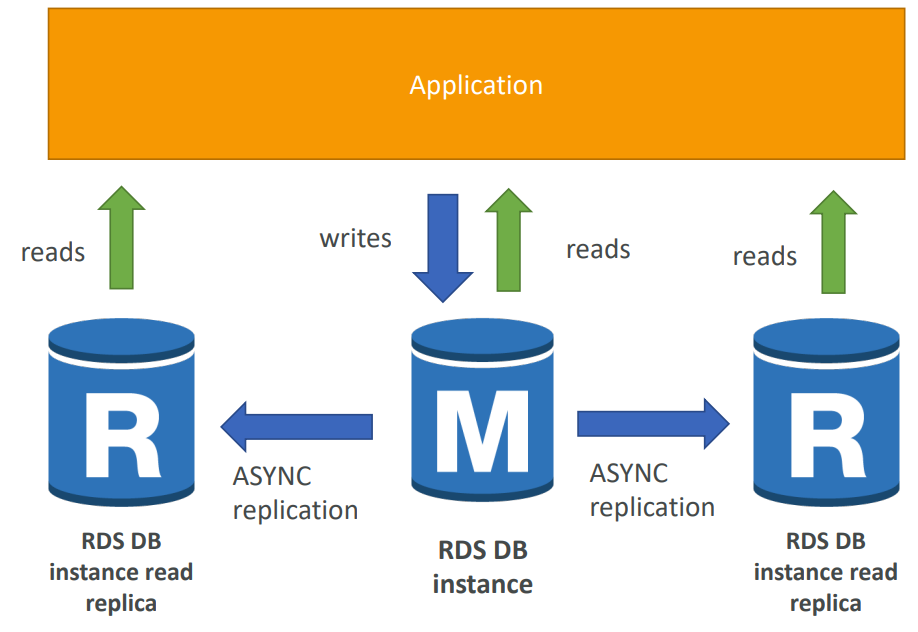 Application
reads
writes
reads
reads
R
M
R
ASYNC
replication
ASYNC
replication
RDS DB
instance read
replica
RDS DB
instance
RDS DB
instance read
replica